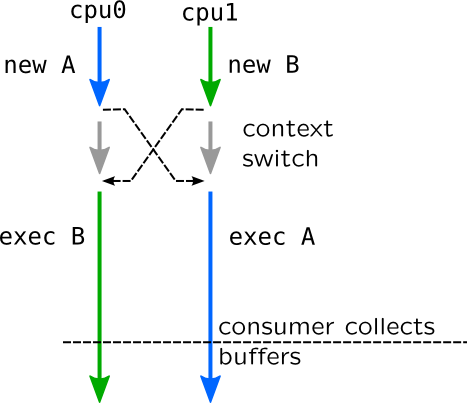 cpu0 cpu1
new A new B
context
switch
exec B exec A
consumer collects
buffers